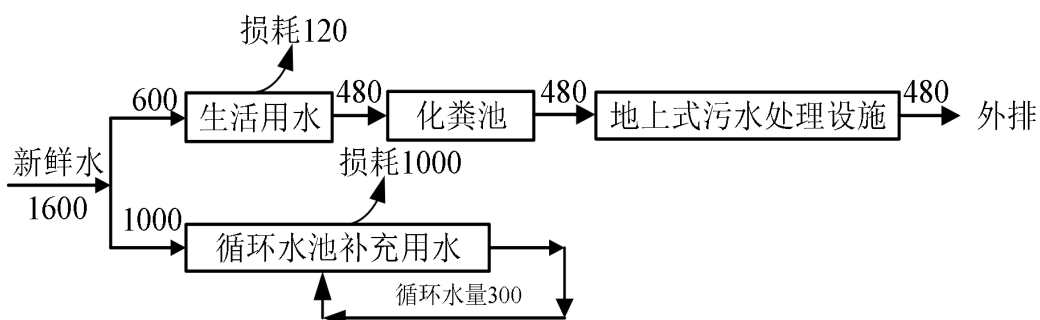 损耗120
600
生活用水
480
化粪池
480
地上式污水处理设施
480
外排
新鲜水
1600
损耗1000
1000
循环水池补充用水
循环水量300